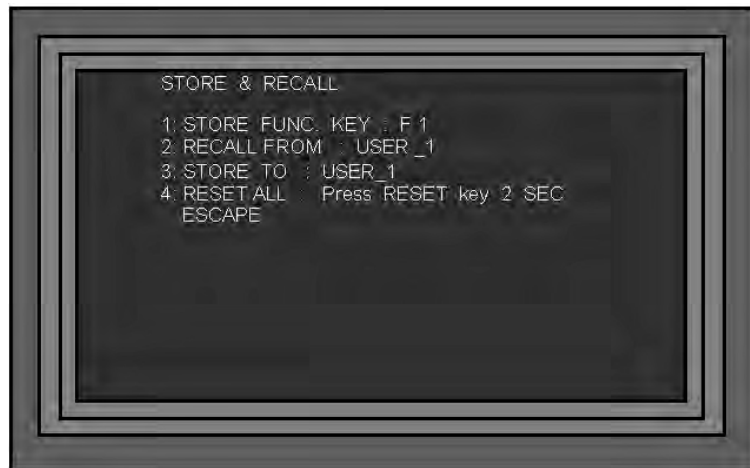 STORE & RECALL
1: STORE FUNC. KEY : F 1
2: RECALL FROM : USER _1
3: STORE TO : USER_1
4: RESET ALL Press RESET key 2 SEC
ESCAPE